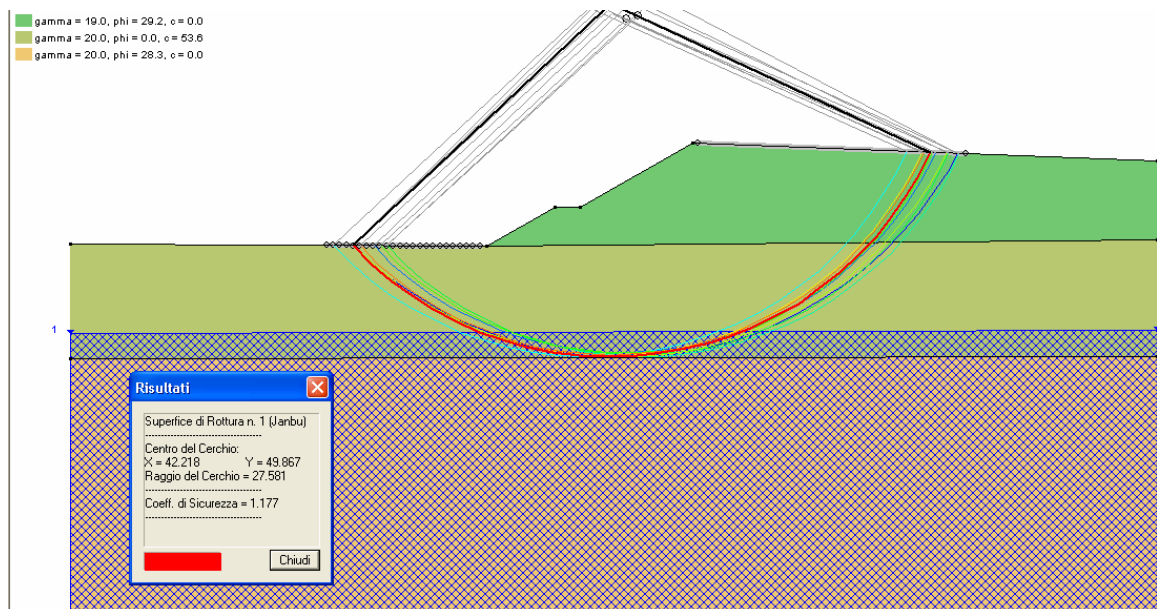 gamma = 19.0, phi = 29.2, c = 0.0
gamma = 20.0, phi = 0.0, c = 53.6
gamma = 20.0, phi = 28.3, c = 0.0
1
Risultati
Superfice di Rottura n. 1 (Janbu)
------------------------------------
Centro del Cerchio:
X = 42.218 Y = 49.867
Raggio del Cerchio = 27.581
------------------------------------
Coeff. di Sicurezza = 1.177
------------------------------------
Chiudi